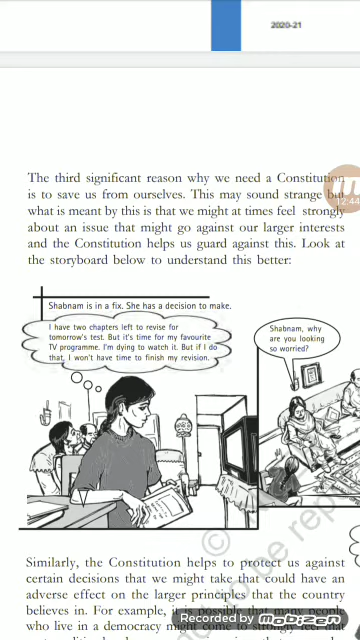 2020-21
The third significant reason why we need a Constitution
is to save us from ourselves. This may sound strange but
what is meant by this is that we might at times feel strongly
about an issue that might go against our larger interests
and the Constitution helps us guard against this. Look at
the storyboard below to understand this better:
12:44
Shabnam is in a fix. She has a decision to make.
I have two chapters left to revise for
tomorrow's test. But it's time for my favourite
TV programme. I'm dying to watch it. But if I do
that, I won't have time to finish my revision.
Shabnam, why
are you looking
so worried?
©
to be rep
Similarly, the Constitution helps to protect us against
certain decisions that we might take that could have an
adverse effect on the larger principles that the country
believes in. For example, it is possible that many people
who live in a democracy might come to strongly feel that
Recorded by MOBIZEN